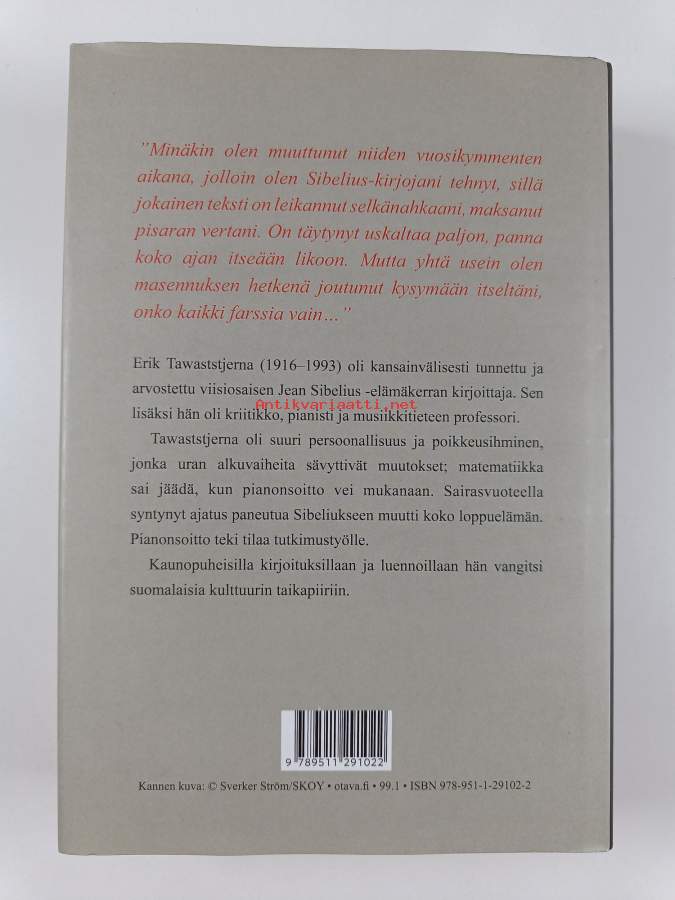 ”Minäkin olen muuttunut niiden vuosikymmenten
aikana, jolloin olen Sibelius-kirjojani tehnyt, sillä
jokainen teksti on leikannut selkänahkaani, maksanut
pisaran vertani. On täytynyt uskaltaa paljon, panna
koko ajan itseään likoon. Mutta yhtä usein olen
masennuksen hetkenä joutunut kysymään itseltäni,
onko kaikki farssia vain…”
Erik Tawaststjerna (1916–1993) oli kansainvälisesti tunnettu ja
arvostettu viisiosaisen Jean Sibelius -elämäkerran kirjoittaja. Sen
Antikvariaatti.net
lisäksi hän oli kriitikko, pianisti ja musiikkitieteen professori.
Tawaststjerna oli suuri persoonallisuus ja poikkeusihminen,
jonka uran alkuvaiheita sävyttivät muutokset; matematiikka
sai jäädä, kun pianonsoitto vei mukanaan. Sairasvuoteella
syntynyt ajatus paneutua Sibeliukseen muutti koko loppuelämän.
Pianonsoitto teki tilaa tutkimustyölle.
Kaunopuheisilla kirjoituksillaan ja luennoillaan hän vangitsi
suomalaisia kulttuurin taikapiiriin.
9 789511 291022
Kannen kuva: © Sverker Ström/SKOY • otava.fi • 99.1 • ISBN 978-951-1-29102-2